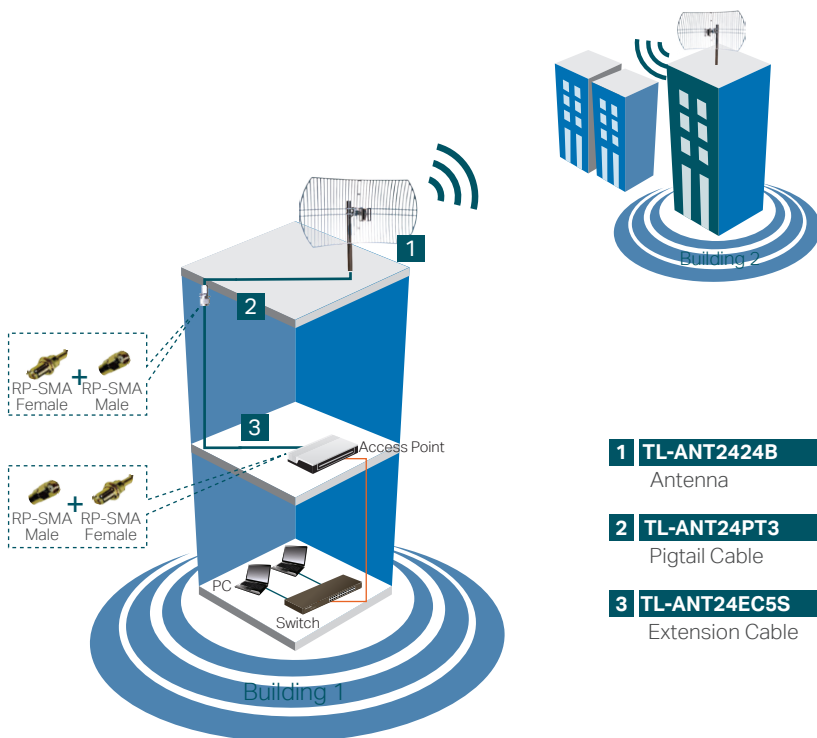 Building 2
1
2
RP-SMA
Female
+
RP-SMA
Male
3
Access Point
RP-SMA
Male
+
RP-SMA
Female
PC
Switch
Building 1
1 TL-ANT2424B
Antenna
2 TL-ANT24PT3
Pigtail Cable
3 TL-ANT24EC5S
Extension Cable